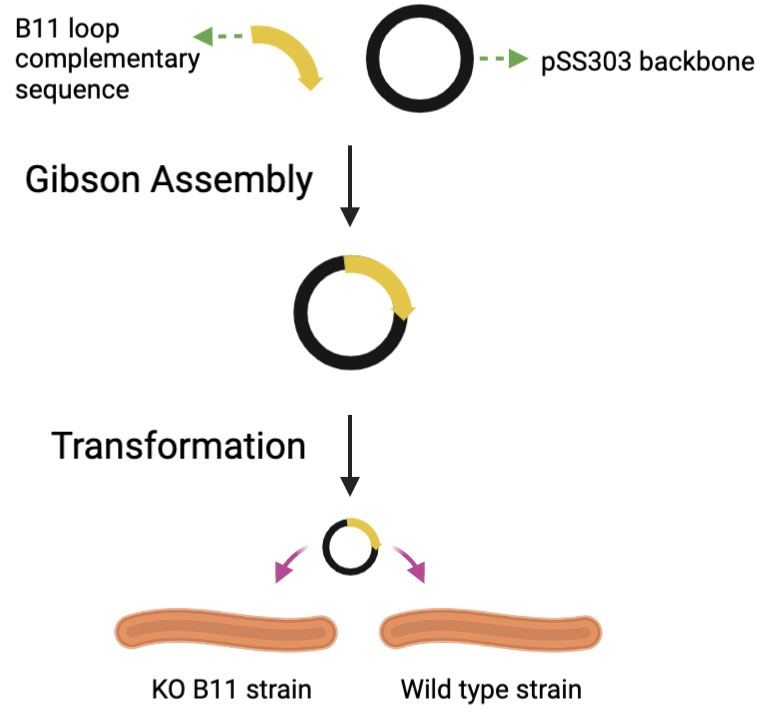 B11 loop
complementary
sequence
pSS303 backbone
Gibson Assembly
Transformation
KO B11 strain
Wild type strain